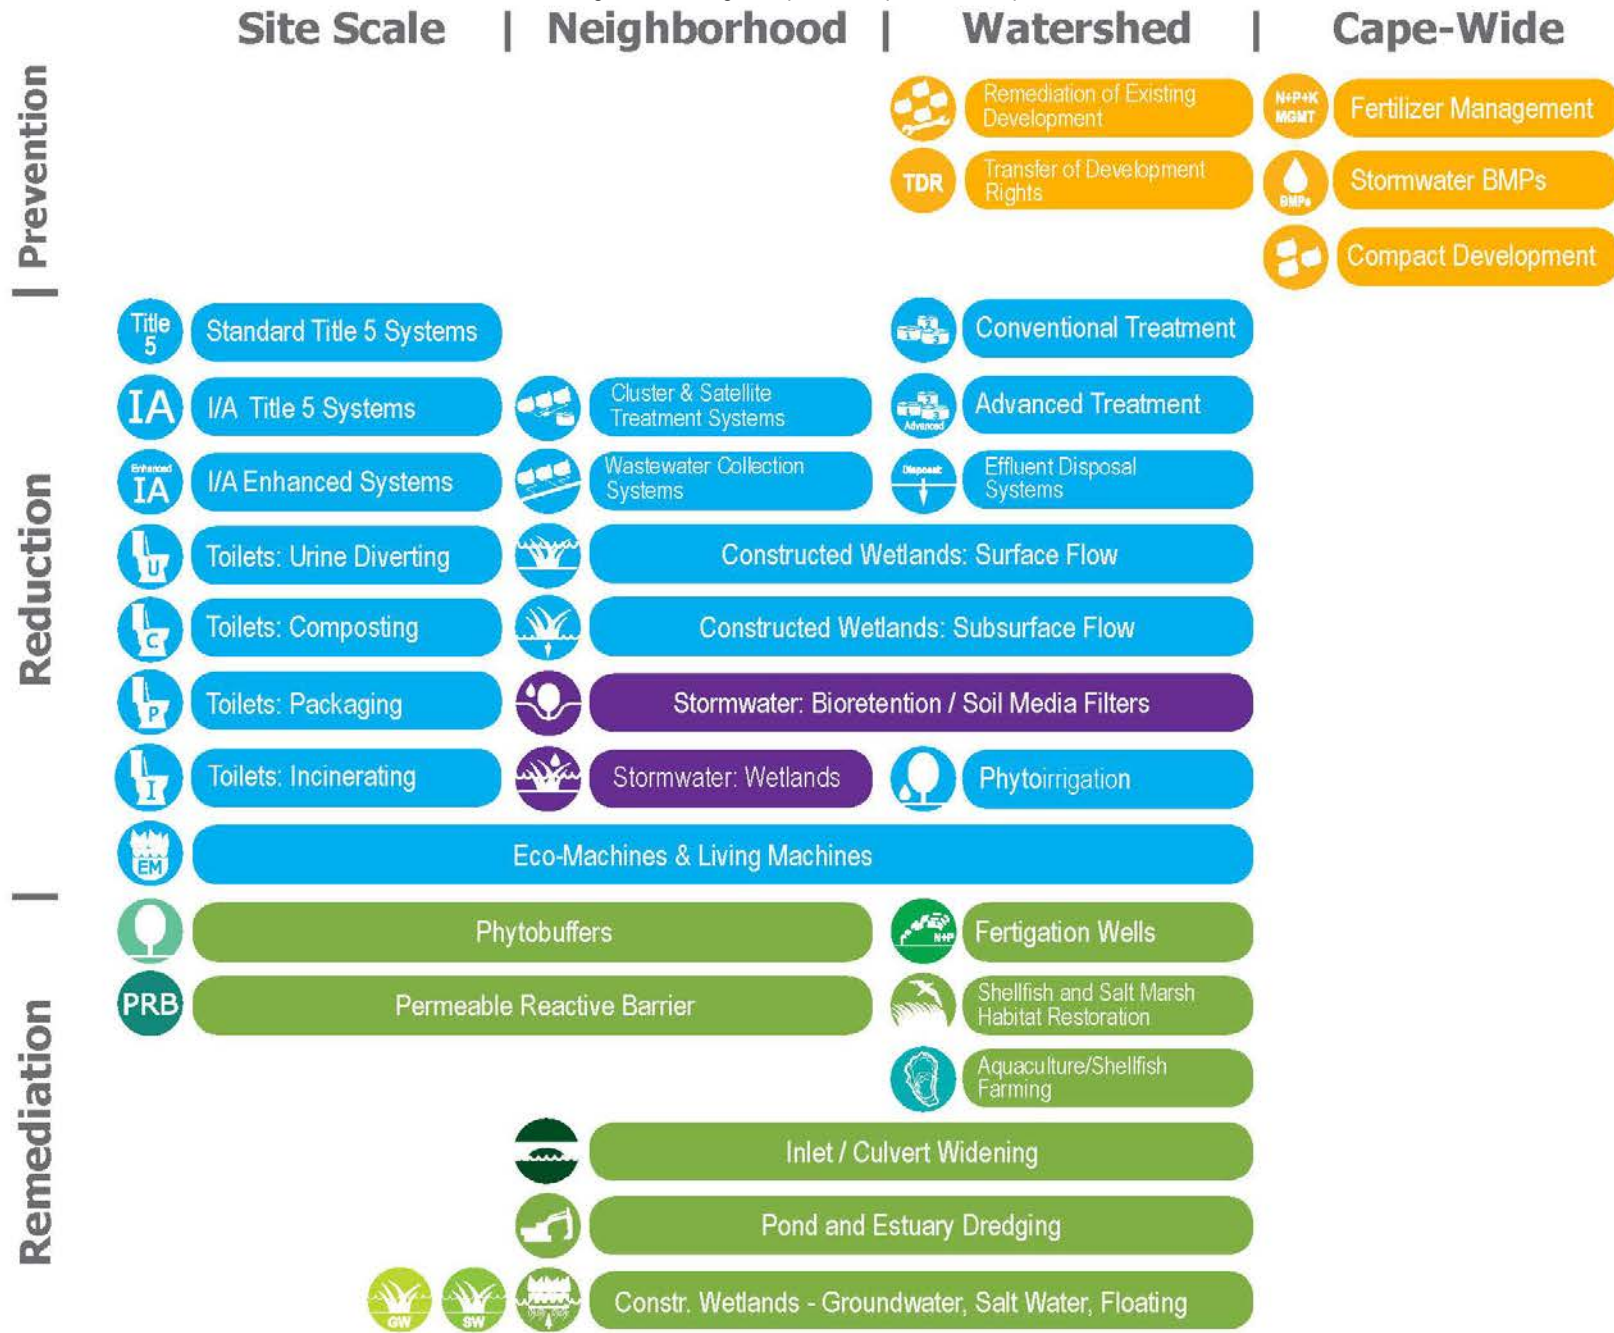 Site Scale | Neighborhood | Watershed | Cape-Wide
Prevention |
Remediation of Existing
Development
N+P+K
MGMT
Fertilizer Management
TDR
Transfer of Development
Rights
BMPs
Stormwater BMPs
Compact Development
Reduction |
Title
5
Standard Title 5 Systems
Conventional Treatment
IA
I/A Title 5 Systems
Cluster & Satellite
Treatment Systems
Advanced
Advanced Treatment
Enhanced
IA
I/A Enhanced Systems
Wastewater Collection
Systems
Disposal:
Effluent Disposal
Systems
U
Toilets: Urine Diverting
Constructed Wetlands: Surface Flow
C
Toilets: Composting
Constructed Wetlands: Subsurface Flow
P
Toilets: Packaging
Stormwater: Bioretention / Soil Media Filters
I
Toilets: Incinerating
Stormwater: Wetlands
Phytoirrigation
EM
Eco-Machines & Living Machines
Remediation
Phytobuffers
N+P
Fertigation Wells
PRB
Permeable Reactive Barrier
Shellfish and Salt Marsh
Habitat Restoration
Aquaculture/Shellfish
Farming
Inlet / Culvert Widening
Pond and Estuary Dredging
GW
SW
Constr. Wetlands - Groundwater, Salt Water, Floating